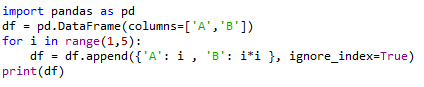 import pandas as pd
df = pd.DataFrame(columns=['A','B'])
for i in range(1,5):
    df = df.append({'A': i , 'B': i*i }, ignore_index=True)
print(df)